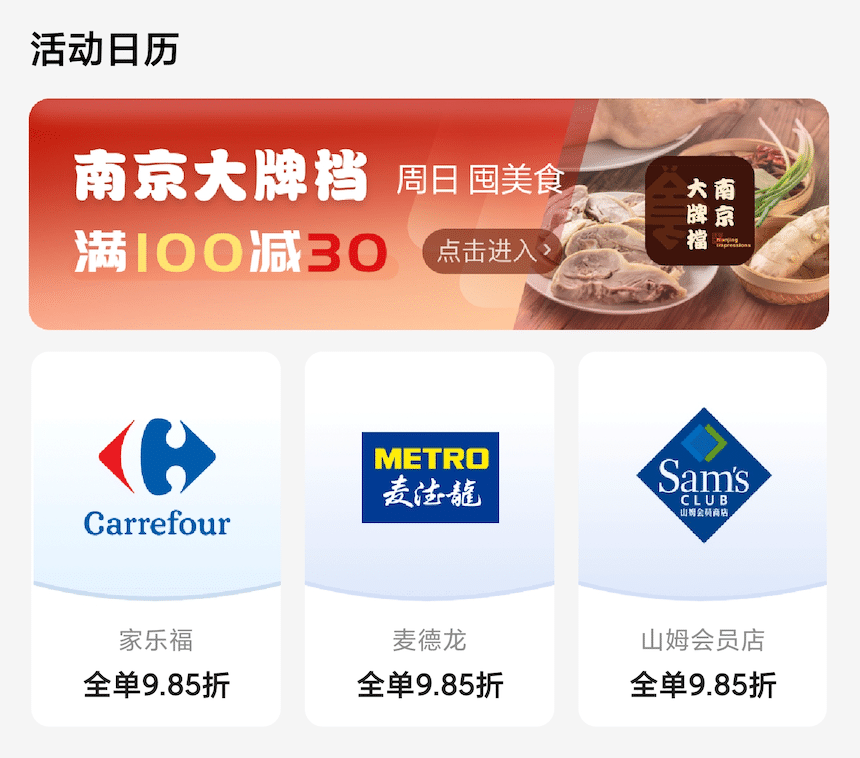 活动日历
南京大牌档 周日 囤美食
满100减30 点击进入>
南京
大牌檔
Nanjing
Impressions
Carrefour
METRO
麦德龍
Sam's
CLUB
山姆会员商店
家乐福 麦德龙 山姆会员店
全单9.85折 全单9.85折 全单9.85折